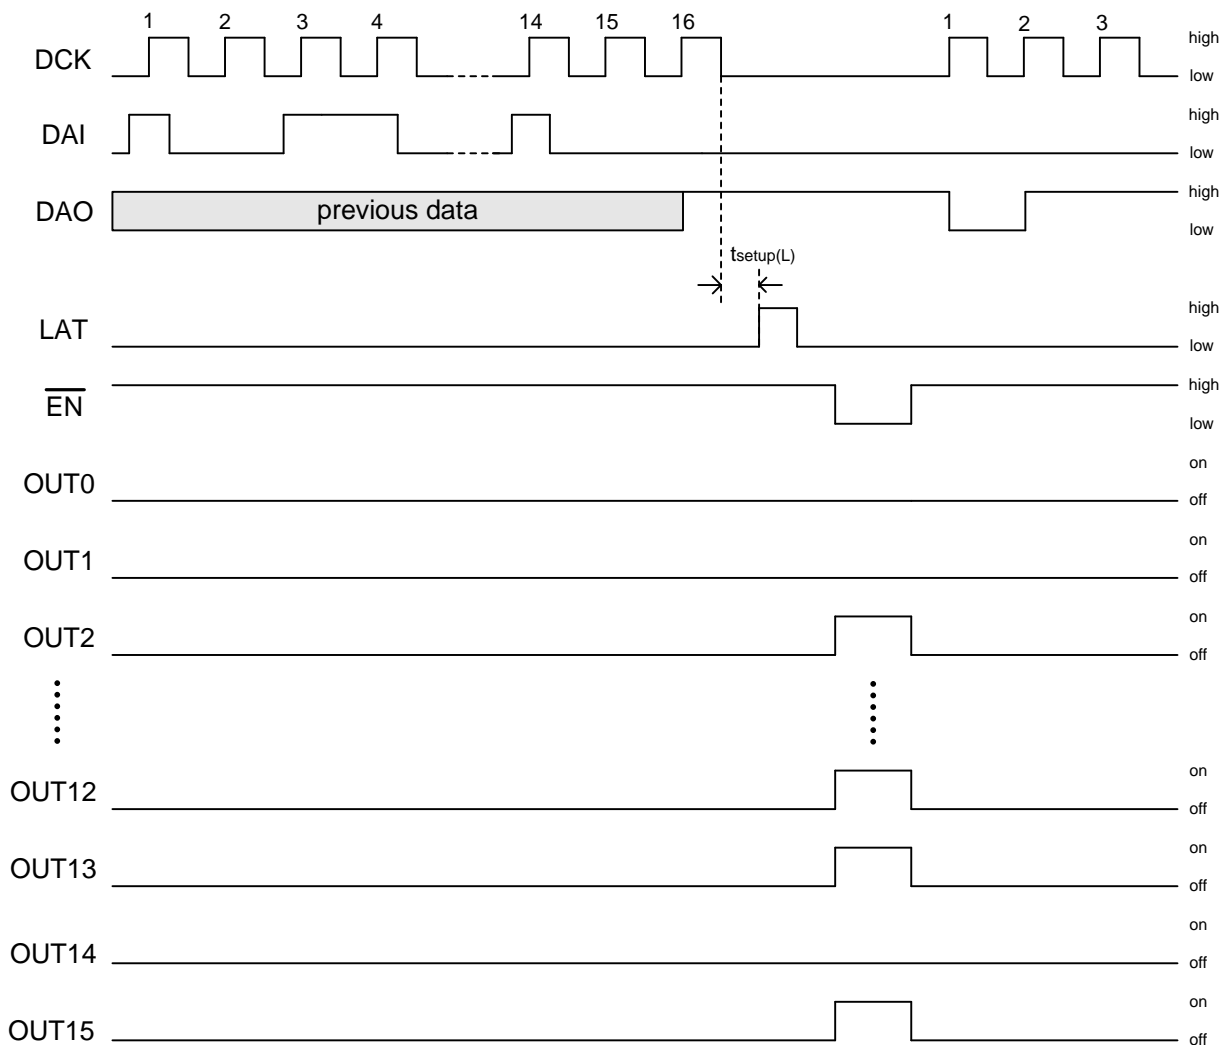 1 2 3 4 14 15 16 1 2 3
DCK high
low
DAI high
low
DAO previous data high
low
tsetup(L)
LAT high
low
EN high
low
OUT0 on
off
OUT1 on
off
OUT2 on
off
OUT12 on
off
OUT13 on
off
OUT14 on
off
OUT15 on
off